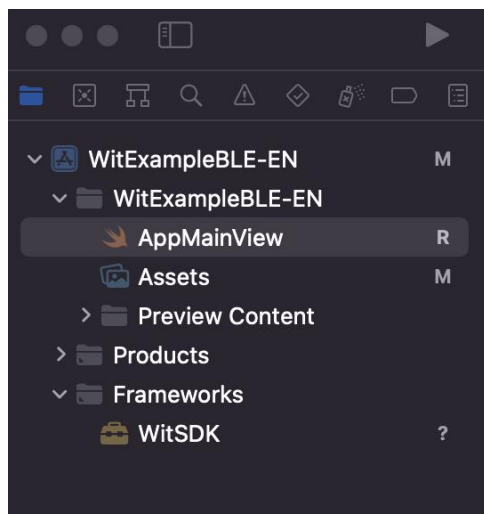 WitExampleBLE-EN M
WitExampleBLE-EN
AppMainView R
Assets M
Preview Content
Products
Frameworks
WitSDK ?